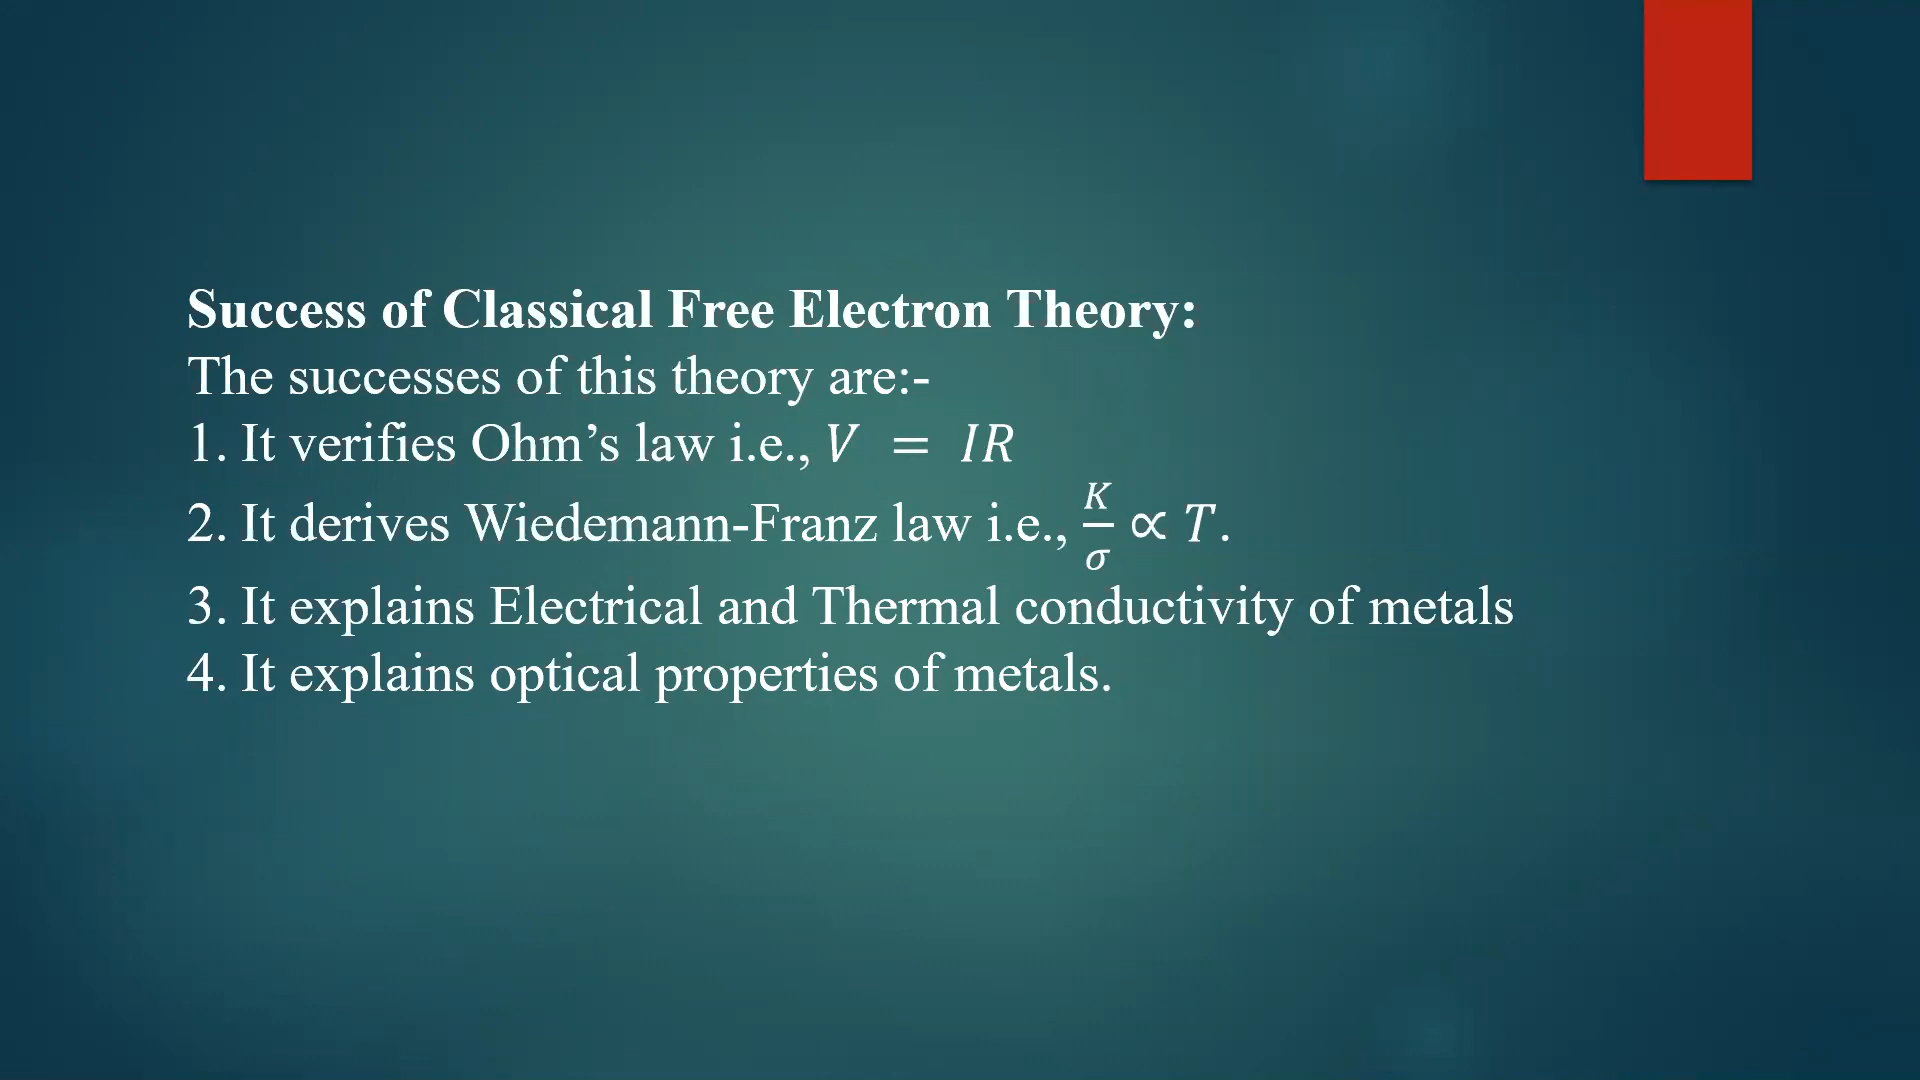 Success of Classical Free Electron Theory:
The successes of this theory are:-
1. It verifies Ohm’s law i.e., V = IR
2. It derives Wiedemann-Franz law i.e., K/σ ∝ T.
3. It explains Electrical and Thermal conductivity of metals
4. It explains optical properties of metals.